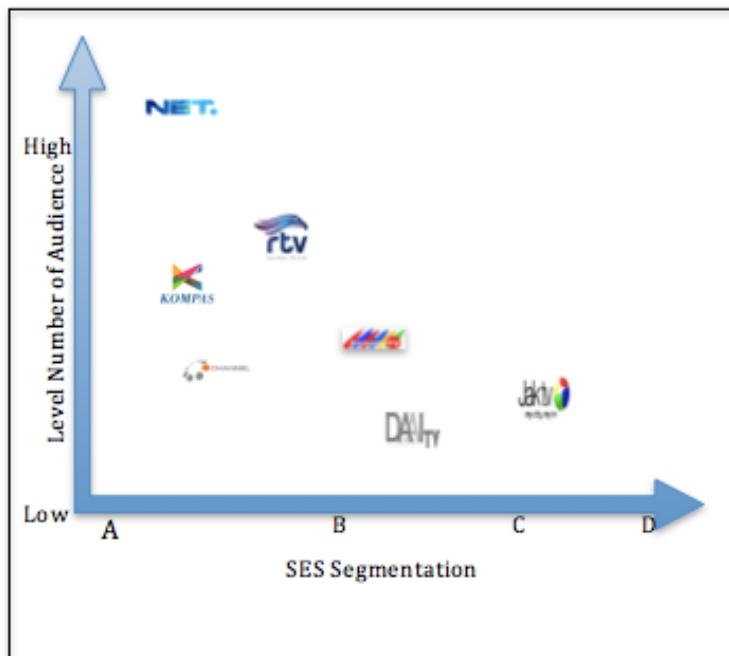 NET.
High
rtv
KOMPAS
CHANNEL
Level Number of Audience
Jaktv
DAAI TV
Low
A
B
C
D
SES Segmentation